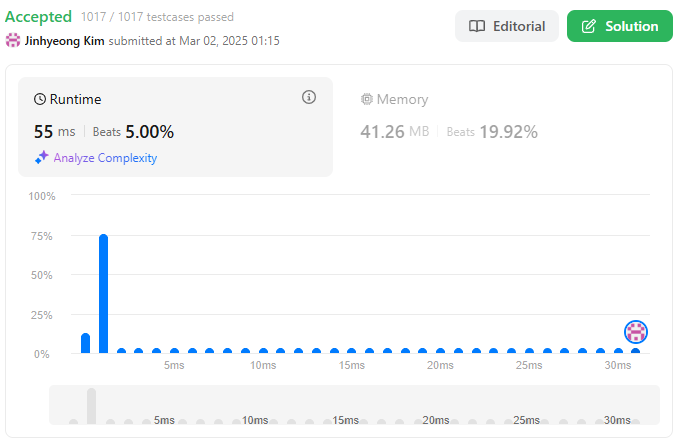 Accepted 1017 / 1017 testcases passed
Editorial
Solution
Jinhyeong Kim submitted at Mar 02, 2025 01:15
Runtime
55 ms Beats 5.00%
Analyze Complexity
Memory
41.26 MB Beats 19.92%
100%
75%
50%
25%
0%
5ms 10ms 15ms 20ms 25ms 30ms
5ms 10ms 15ms 20ms 25ms 30ms